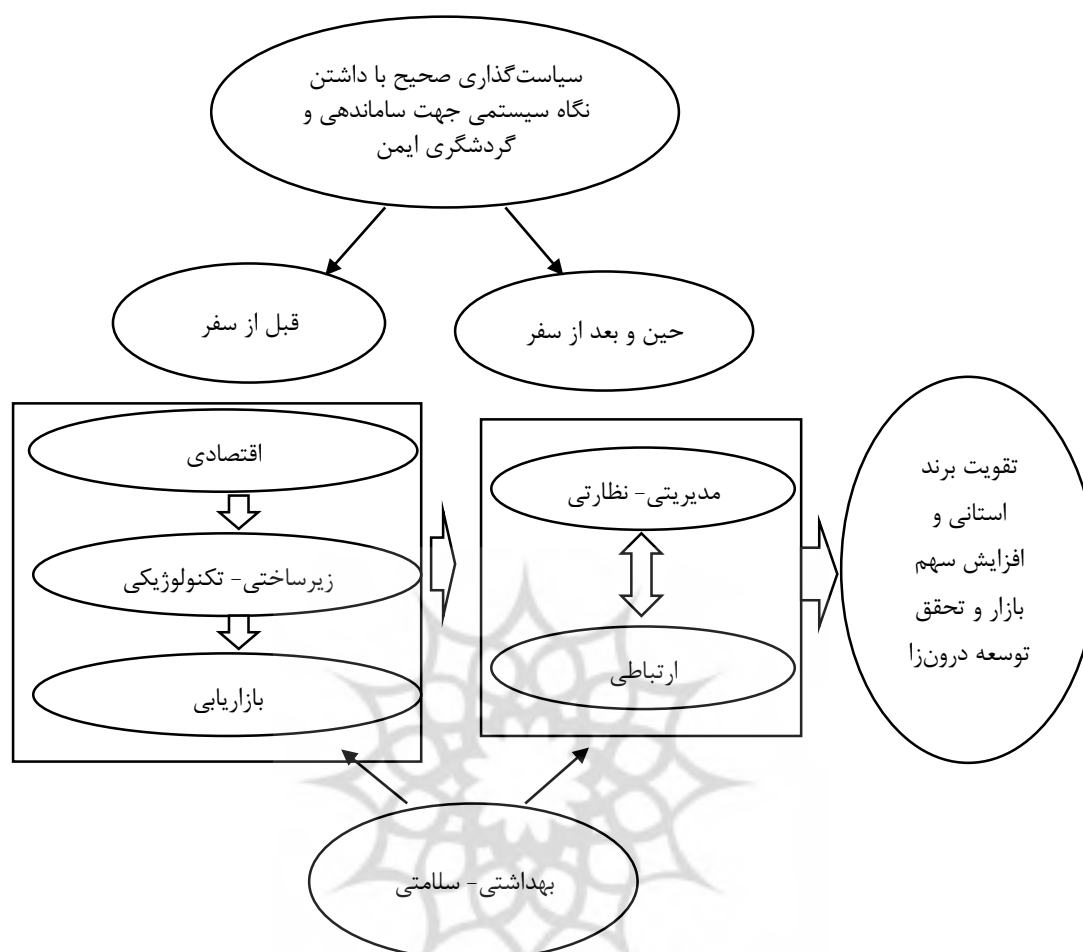 سیاست‌گذاری صحیح با داشتن
نگاه سیستمی جهت ساماندهی و
گردشگری ایمن
قبل از سفر
حین و بعد از سفر
اقتصادی
زیرساختی- تکنولوژیکی
بازاریابی
مدیریتی- نظارتی
ارتباطی
تقویت برند
استانی و
افزایش سهم
بازار و تحقق
توسعه درون‌زا
بهداشتی- سلامتی